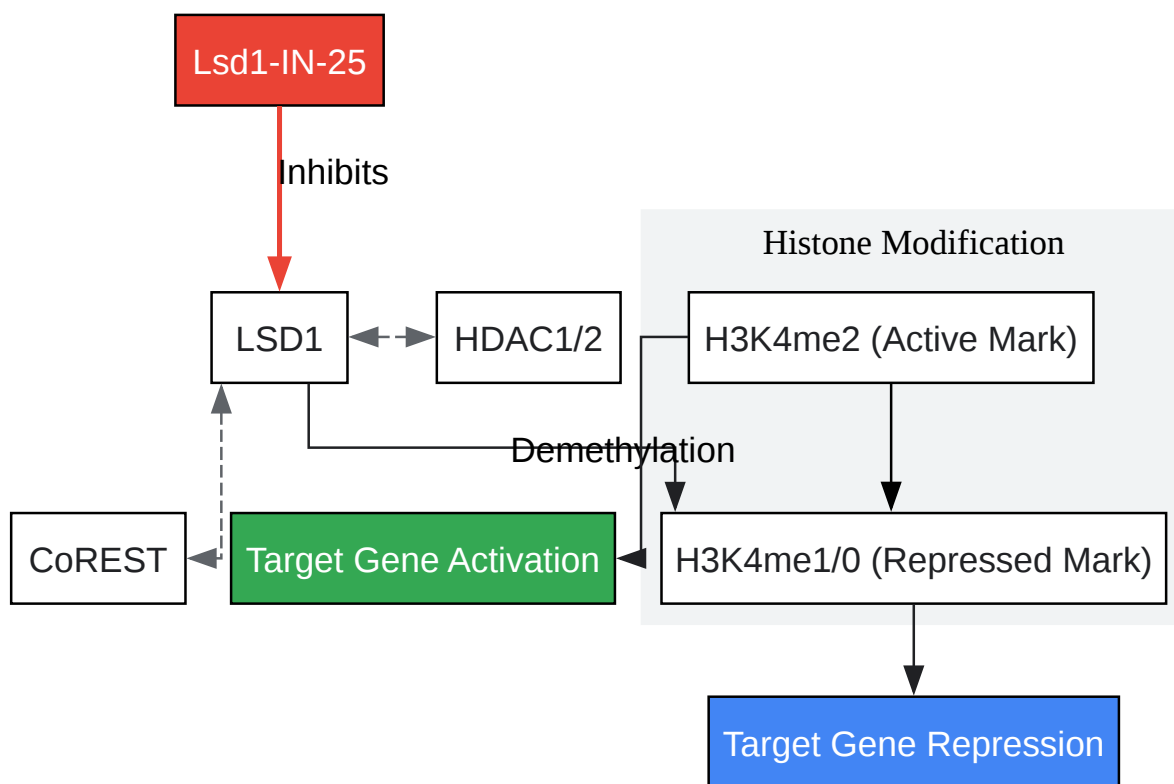 Lsd1-IN-25
Inhibits
Histone Modification
LSD1
HDAC1/2
H3K4me2 (Active Mark)
Demethylation
CoREST
Target Gene Activation
H3K4me1/0 (Repressed Mark)
Target Gene Repression